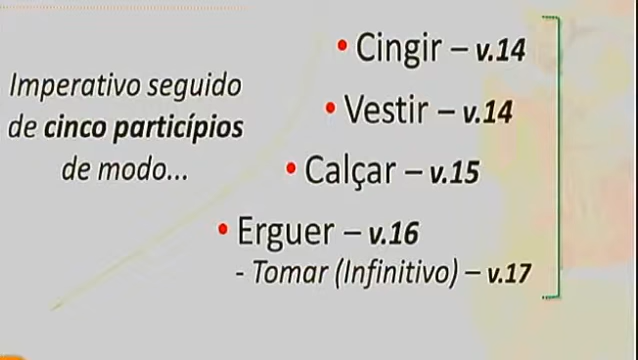 Imperativo seguido
de cinco particípios
de modo...
• Cingir – v.14
• Vestir – v.14
• Calçar – v.15
• Erguer – v.16
- Tomar (Infinitivo) – v.17